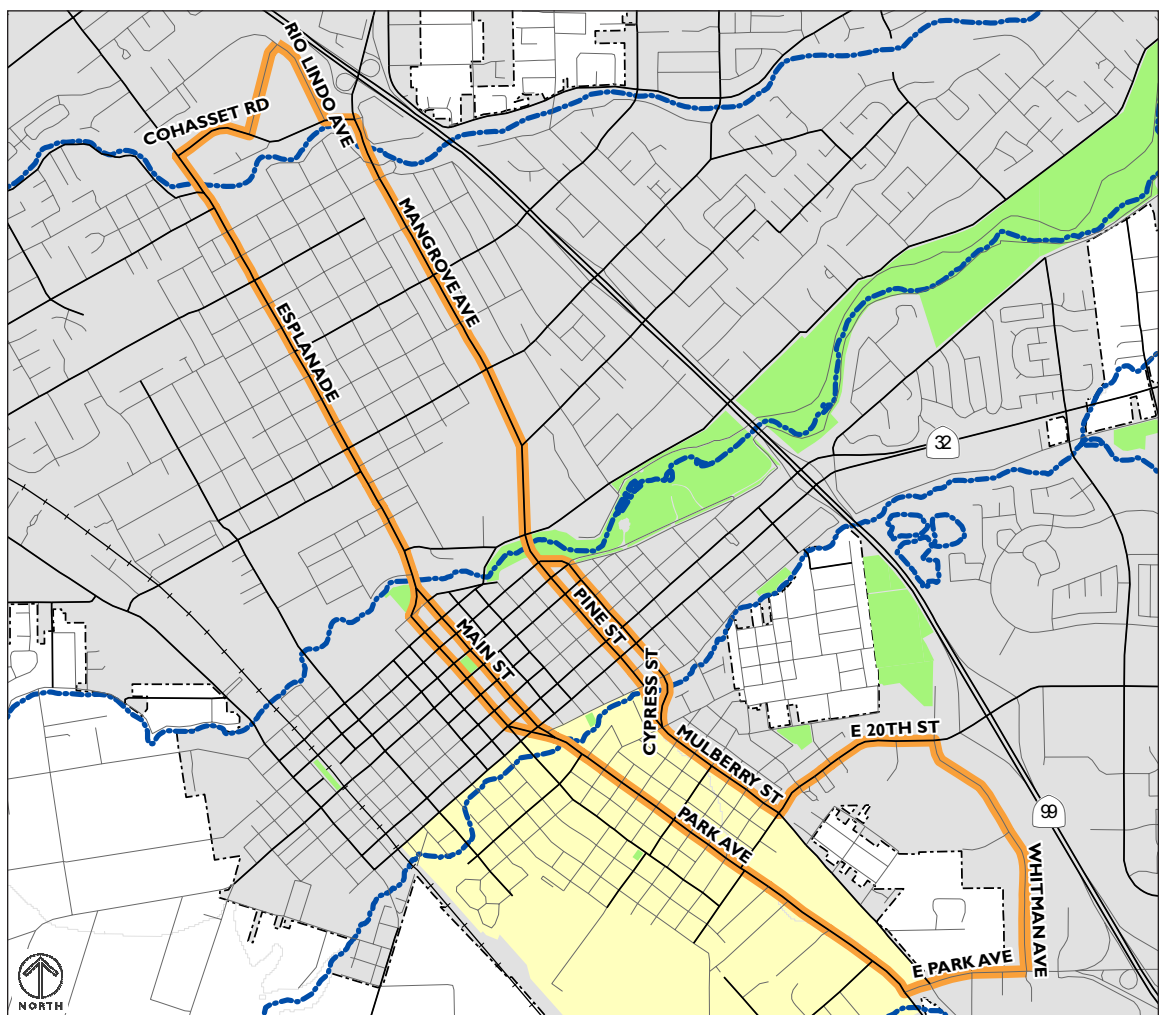 RIO LINDO AVE
COHASSET RD
MANGROVE AVE
ESPLANADE
32
PINE ST
MAIN ST
CYPRESS ST
E 20TH ST
MULBERRY ST
99
PARK AVE
WHITMAN AVE
E PARK AVE
NORTH